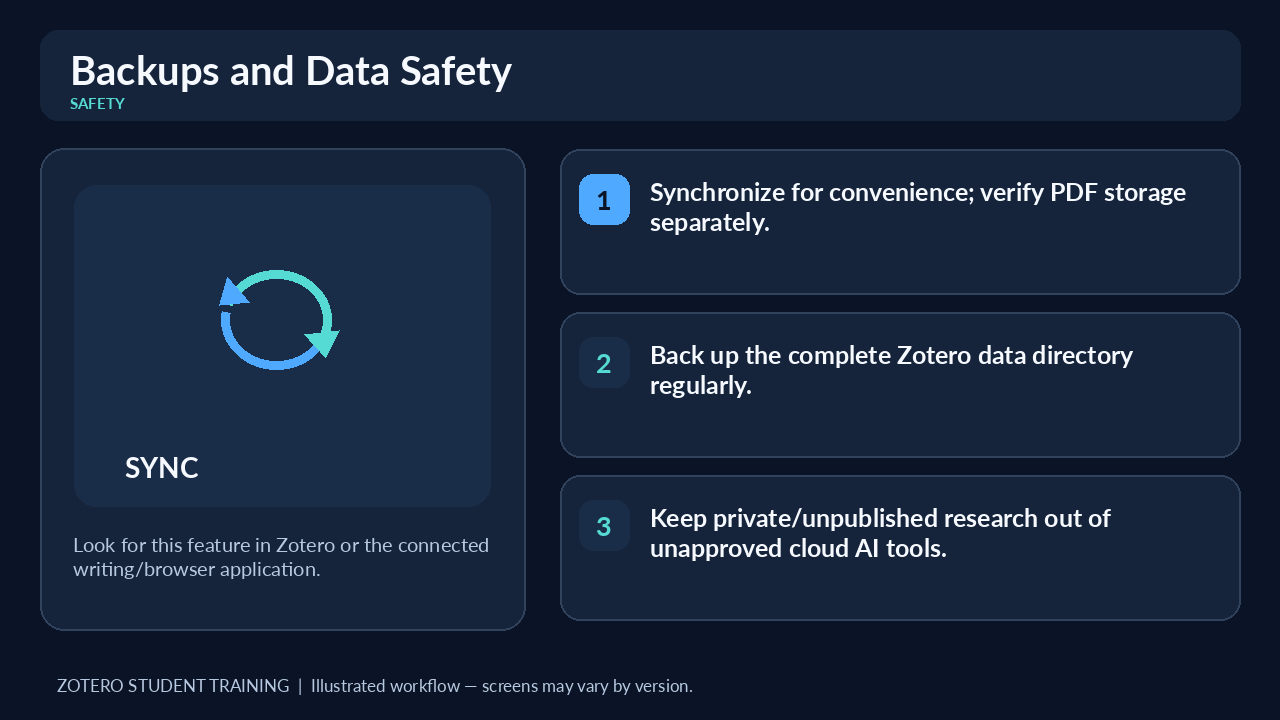 Backups and Data Safety
SAFETY
SYNC
Look for this feature in Zotero or the connected
writing/browser application.
1
Synchronize for convenience; verify PDF storage
separately.
2
Back up the complete Zotero data directory
regularly.
3
Keep private/unpublished research out of
unapproved cloud AI tools.
ZOTERO STUDENT TRAINING | Illustrated workflow — screens may vary by version.